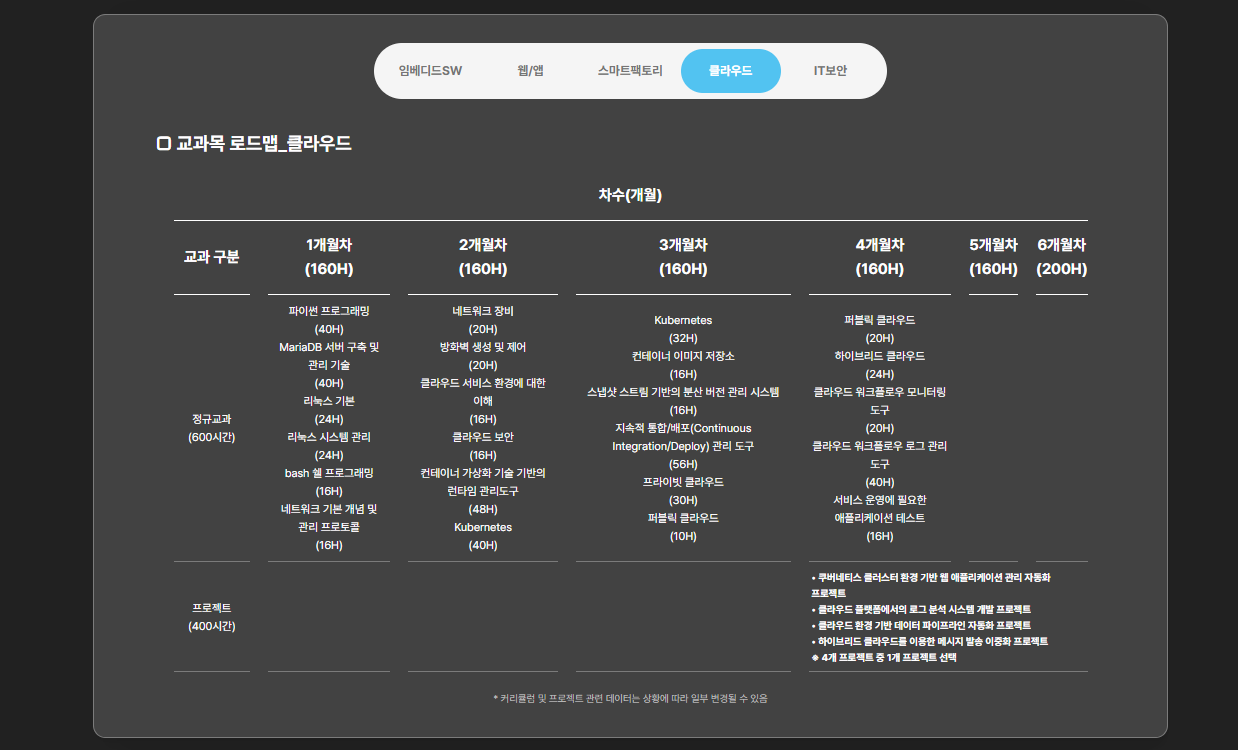 임베디드SW
웹/앱
스마트팩토리
클라우드
IT보안
교과목 로드맵_클라우드
차수(개월)
교과 구분
1개월차
(160H)
2개월차
(160H)
3개월차
(160H)
4개월차
(160H)
5개월차
(160H)
6개월차
(200H)
정규교과
(600시간)
파이썬 프로그래밍
(40H)
MariaDB 서버 구축 및
관리 기술
(40H)
리눅스 기본
(24H)
리눅스 시스템 관리
(24H)
bash 쉘 프로그래밍
(16H)
네트워크 기본 개념 및
관리 프로토콜
(16H)
네트워크 장비
(20H)
방화벽 생성 및 제어
(20H)
클라우드 서비스 환경에 대한
이해
(16H)
클라우드 보안
(16H)
컨테이너 가상화 기술 기반의
런타임 관리도구
(48H)
Kubernetes
(40H)
Kubernetes
(32H)
컨테이너 이미지 저장소
(16H)
스냅샷 스트림 기반의 분산 버전 관리 시스템
(16H)
지속적 통합/배포(Continuous
Integration/Deploy) 관리 도구
(56H)
프라이빗 클라우드
(30H)
퍼블릭 클라우드
(10H)
퍼블릭 클라우드
(20H)
하이브리드 클라우드
(24H)
클라우드 워크플로우 모니터링
도구
(20H)
클라우드 워크플로우 로그 관리
도구
(40H)
서비스 운영에 필요한
애플리케이션 테스트
(16H)
프로젝트
(400시간)
• 쿠버네티스 클러스터 환경 기반 웹 애플리케이션 관리 자동화
프로젝트
• 클라우드 플랫폼에서의 로그 분석 시스템 개발 프로젝트
• 클라우드 환경 기반 데이터 파이프라인 자동화 프로젝트
• 하이브리드 클라우드를 이용한 메시지 발송 이중화 프로젝트
※ 4개 프로젝트 중 1개 프로젝트 선택
* 커리큘럼 및 프로젝트 관련 데이터는 상황에 따라 일부 변경될 수 있음